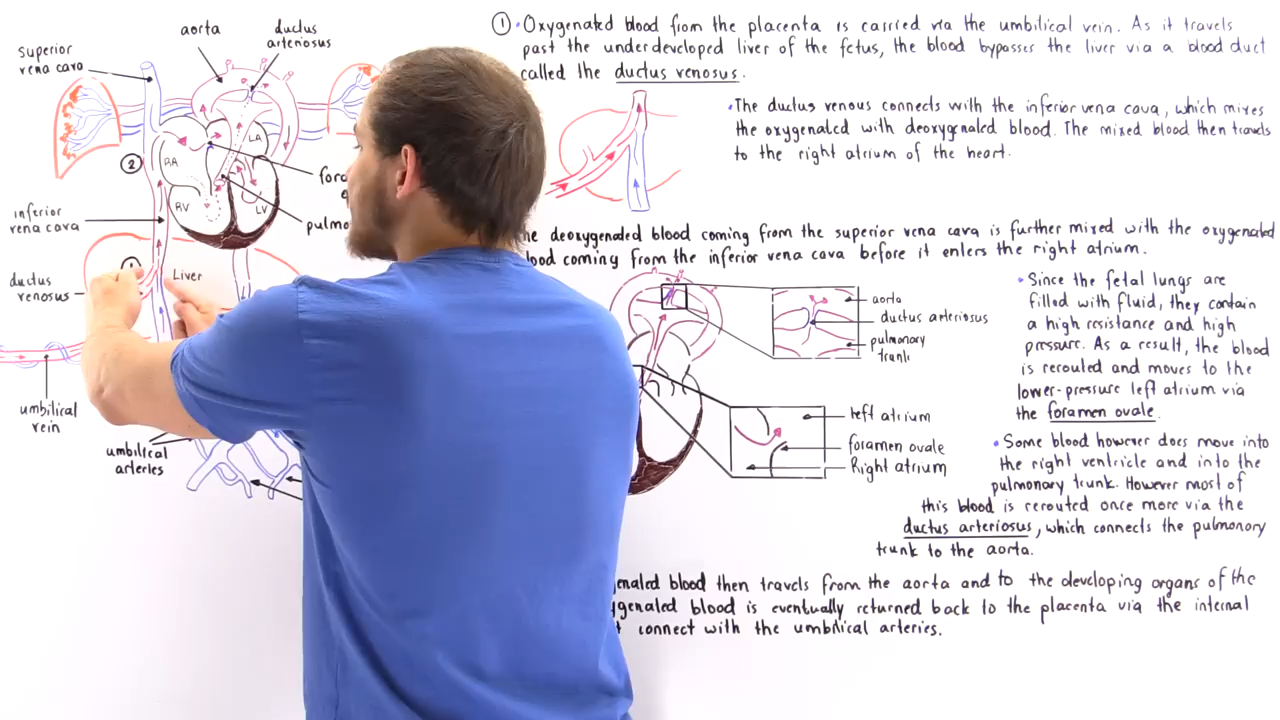 aorta
ductus
arteriosus
superior
vena cava
RA
LA
②
RV
LV
inferior
vena cava
Liver
ductus
venosus
umbilical
vein
umbilical
arteries
① • Oxygenated blood from the placenta is carried via the umbilical vein. As it travels
past the underdeveloped liver of the fetus, the blood bypasses the liver via a blood duct
called the ductus venosus.
• The ductus venous connects with the inferior vena cava, which mixes
the oxygenated with deoxygenated blood. The mixed blood then travels
to the right atrium of the heart.
deoxygenated blood coming from the superior vena cava is further mixed with the oxygenated
coming from the inferior vena cava before it enters the right atrium.
aorta
ductus arteriosus
pulmonary
trunk
left atrium
foramen ovale
Right atrium
• Since the fetal lungs are
filled with fluid, they contain
a high resistance and high
pressure. As a result, the blood
is rerouted and moves to the
lower-pressure left atrium via
the foramen ovale.
• Some blood however does move into
the right ventricle and into the
pulmonary trunk. However most of
this blood is rerouted once more via the
ductus arteriosus, which connects the pulmonary
trunk to the aorta.
blood then travels from the aorta and to the developing organs of the
blood is eventually returned back to the placenta via the internal
connect with the umbilical arteries.